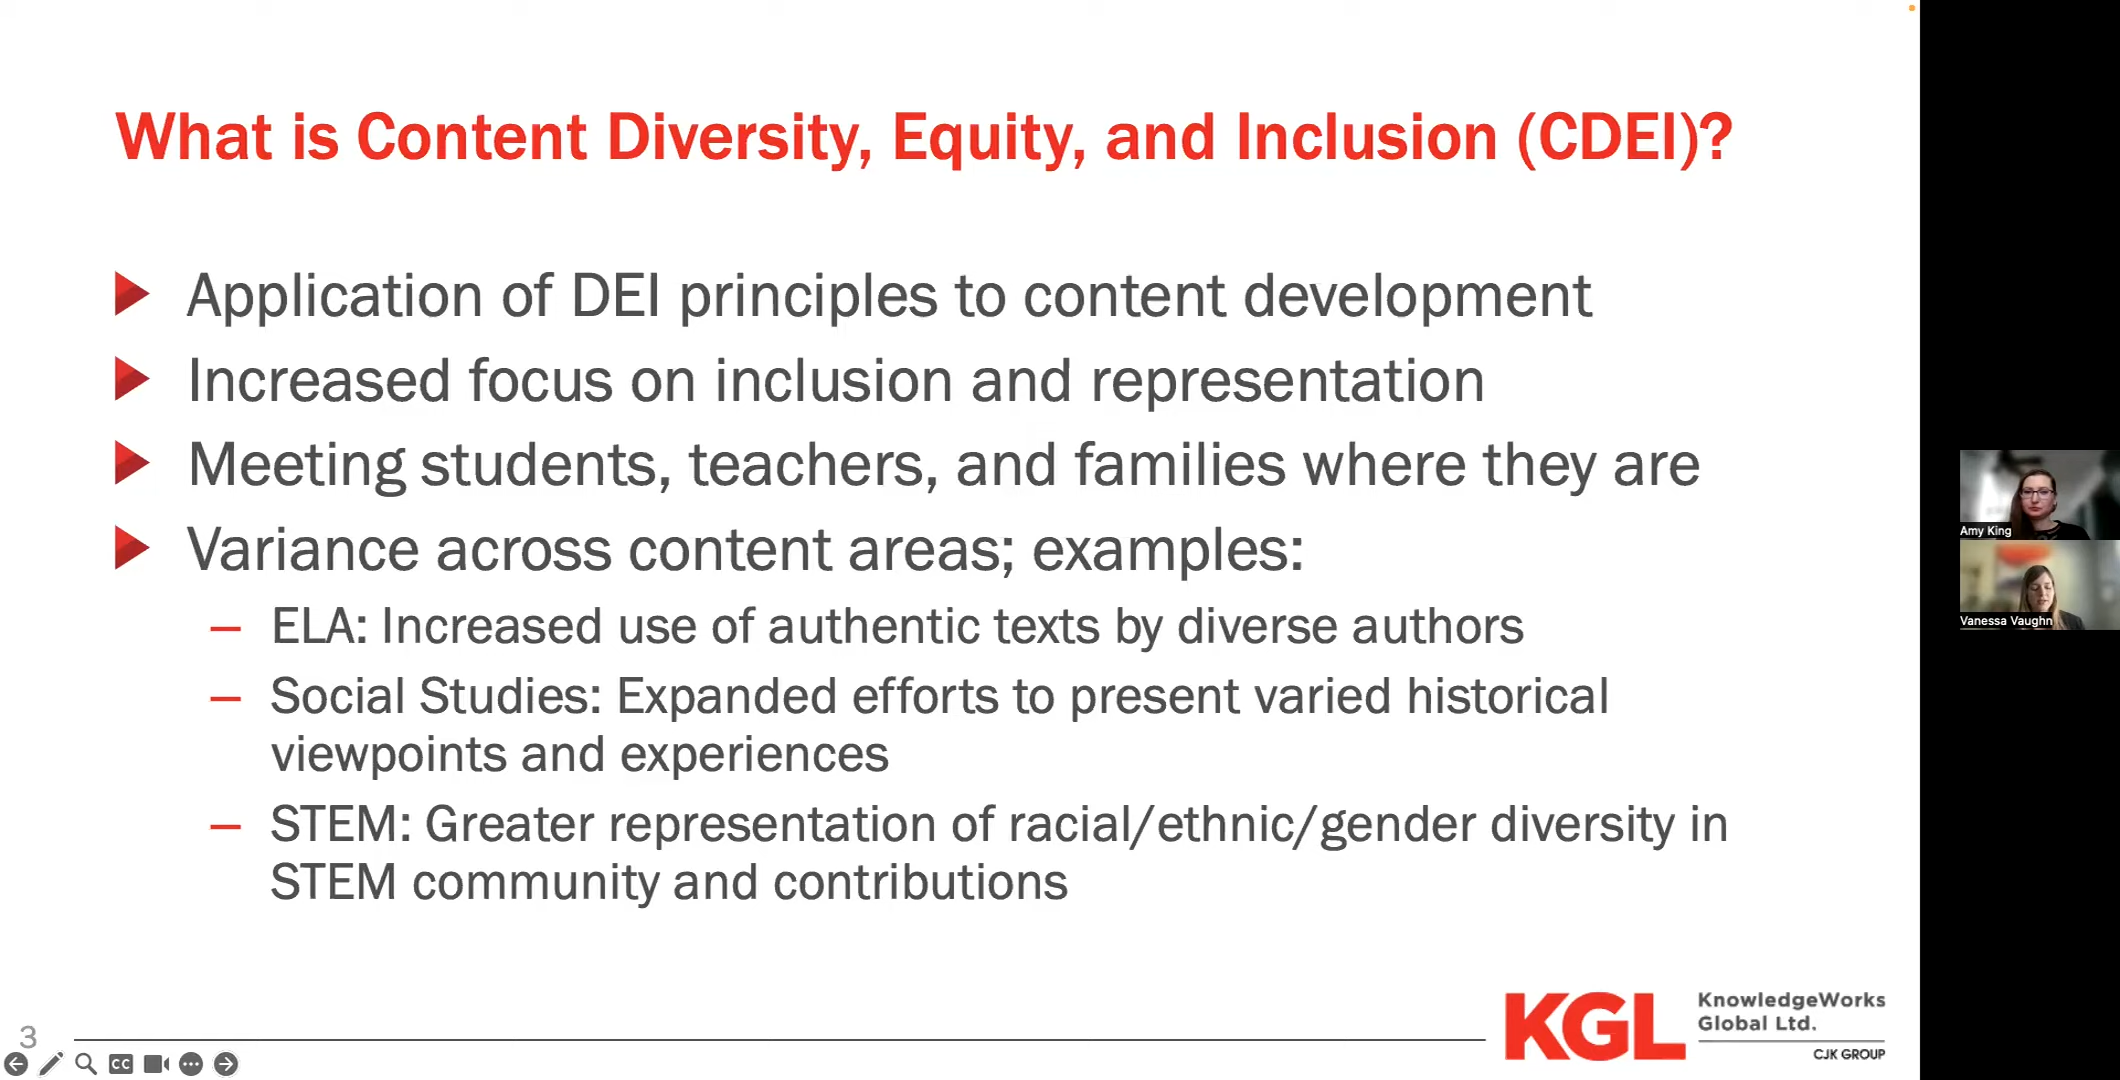 What is Content Diversity, Equity, and Inclusion (CDEI)?
Application of DEI principles to content development
Increased focus on inclusion and representation
Meeting students, teachers, and families where they are
Variance across content areas; examples:
– ELA: Increased use of authentic texts by diverse authors
– Social Studies: Expanded efforts to present varied historical
viewpoints and experiences
– STEM: Greater representation of racial/ethnic/gender diversity in
STEM community and contributions
Amy King
Vanessa Vaughn
3
CC
KGL
KnowledgeWorks
Global Ltd.
CJK GROUP